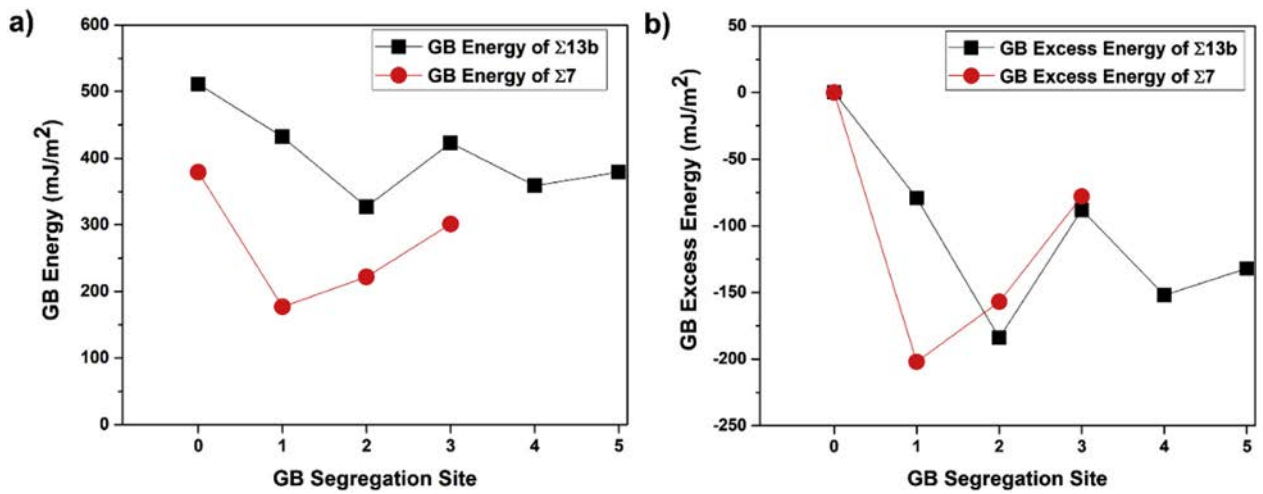 a)
GB Energy (mJ/m²)
600
500
400
300
200
100
0
GB Energy of Σ13b
GB Energy of Σ7
0 1 2 3 4 5
GB Segregation Site
b)
GB Excess Energy (mJ/m²)
50
0
-50
-100
-150
-200
-250
GB Excess Energy of Σ13b
GB Excess Energy of Σ7
0 1 2 3 4 5
GB Segregation Site